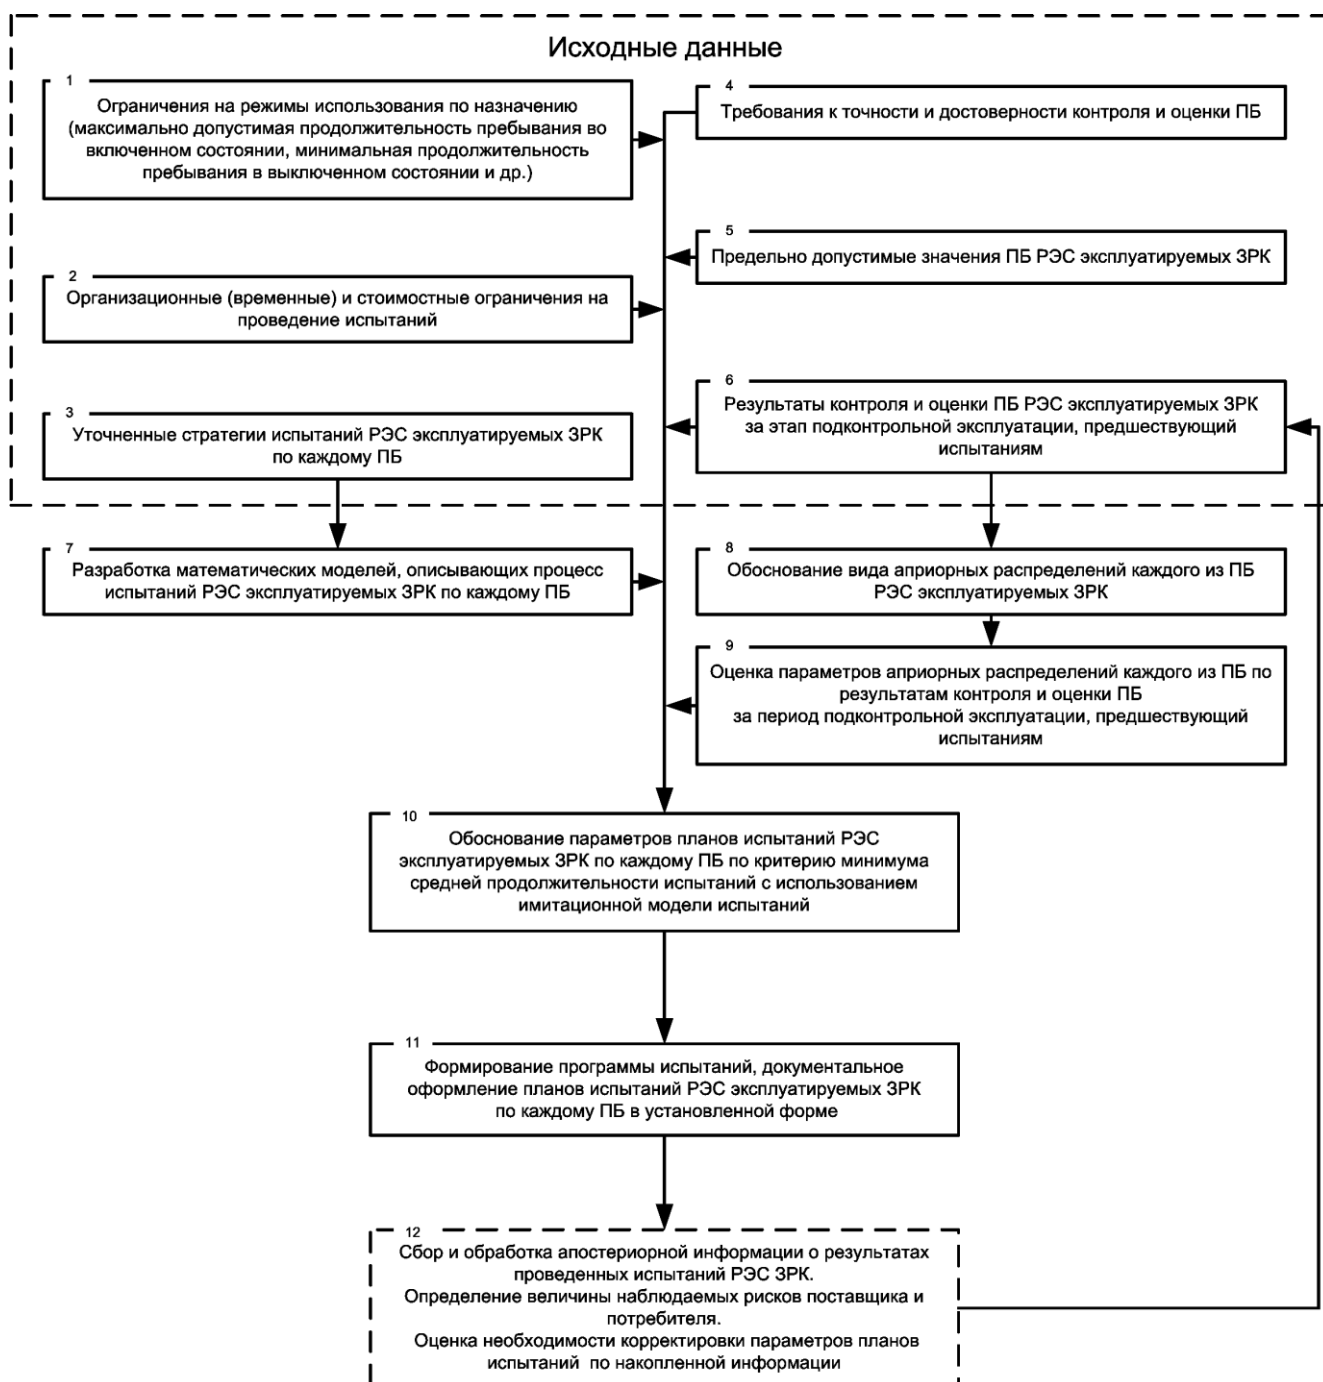 Исходные данные
1
Ограничения на режимы использования по назначению
(максимально допустимая продолжительность пребывания во
включенном состоянии, минимальная продолжительность
пребывания в выключенном состоянии и др.)
4
Требования к точности и достоверности контроля и оценки ПБ
5
Предельно допустимые значения ПБ РЭС эксплуатируемых ЗРК
2
Организационные (временные) и стоимостные ограничения на
проведение испытаний
6
Результаты контроля и оценки ПБ РЭС эксплуатируемых ЗРК
за этап подконтрольной эксплуатации, предшествующий
испытаниям
3
Уточненные стратегии испытаний РЭС эксплуатируемых ЗРК
по каждому ПБ
7
Разработка математических моделей, описывающих процесс
испытаний РЭС эксплуатируемых ЗРК по каждому ПБ
8
Обоснование вида априорных распределений каждого из ПБ
РЭС эксплуатируемых ЗРК
9
Оценка параметров априорных распределений каждого из ПБ по
результатам контроля и оценки ПБ
за период подконтрольной эксплуатации, предшествующий
испытаниям
10
Обоснование параметров планов испытаний РЭС
эксплуатируемых ЗРК по каждому ПБ по критерию минимума
средней продолжительности испытаний с использованием
имитационной модели испытаний
11
Формирование программы испытаний, документальное
оформление планов испытаний РЭС эксплуатируемых ЗРК
по каждому ПБ в установленной форме
12
Сбор и обработка апостериорной информации о результатах
проведенных испытаний РЭС ЗРК.
Определение величины наблюдаемых рисков поставщика и
потребителя.
Оценка необходимости корректировки параметров планов
испытаний по накопленной информации